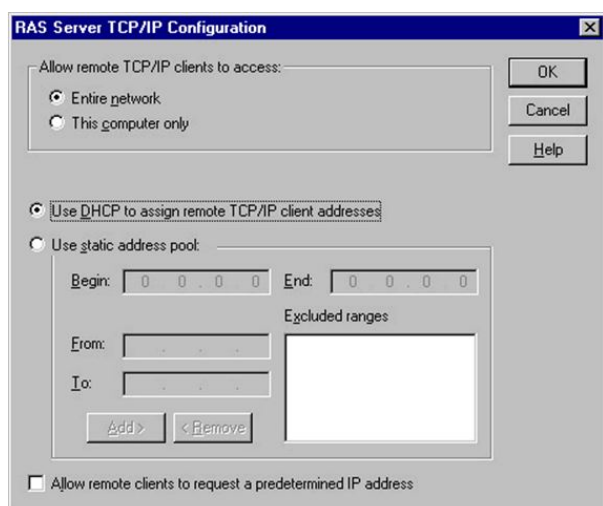 RAS Server TCP/IP Configuration
Allow remote TCP/IP clients to access:
Entire network
This computer only
OK
Cancel
Help
Use DHCP to assign remote TCP/IP client addresses
Use static address pool:
Begin: 0 . 0 . 0 . 0 End: 0 . 0 . 0 . 0
Excluded ranges
From: . . .
To: . . .
Add > < Remove
Allow remote clients to request a predetermined IP address